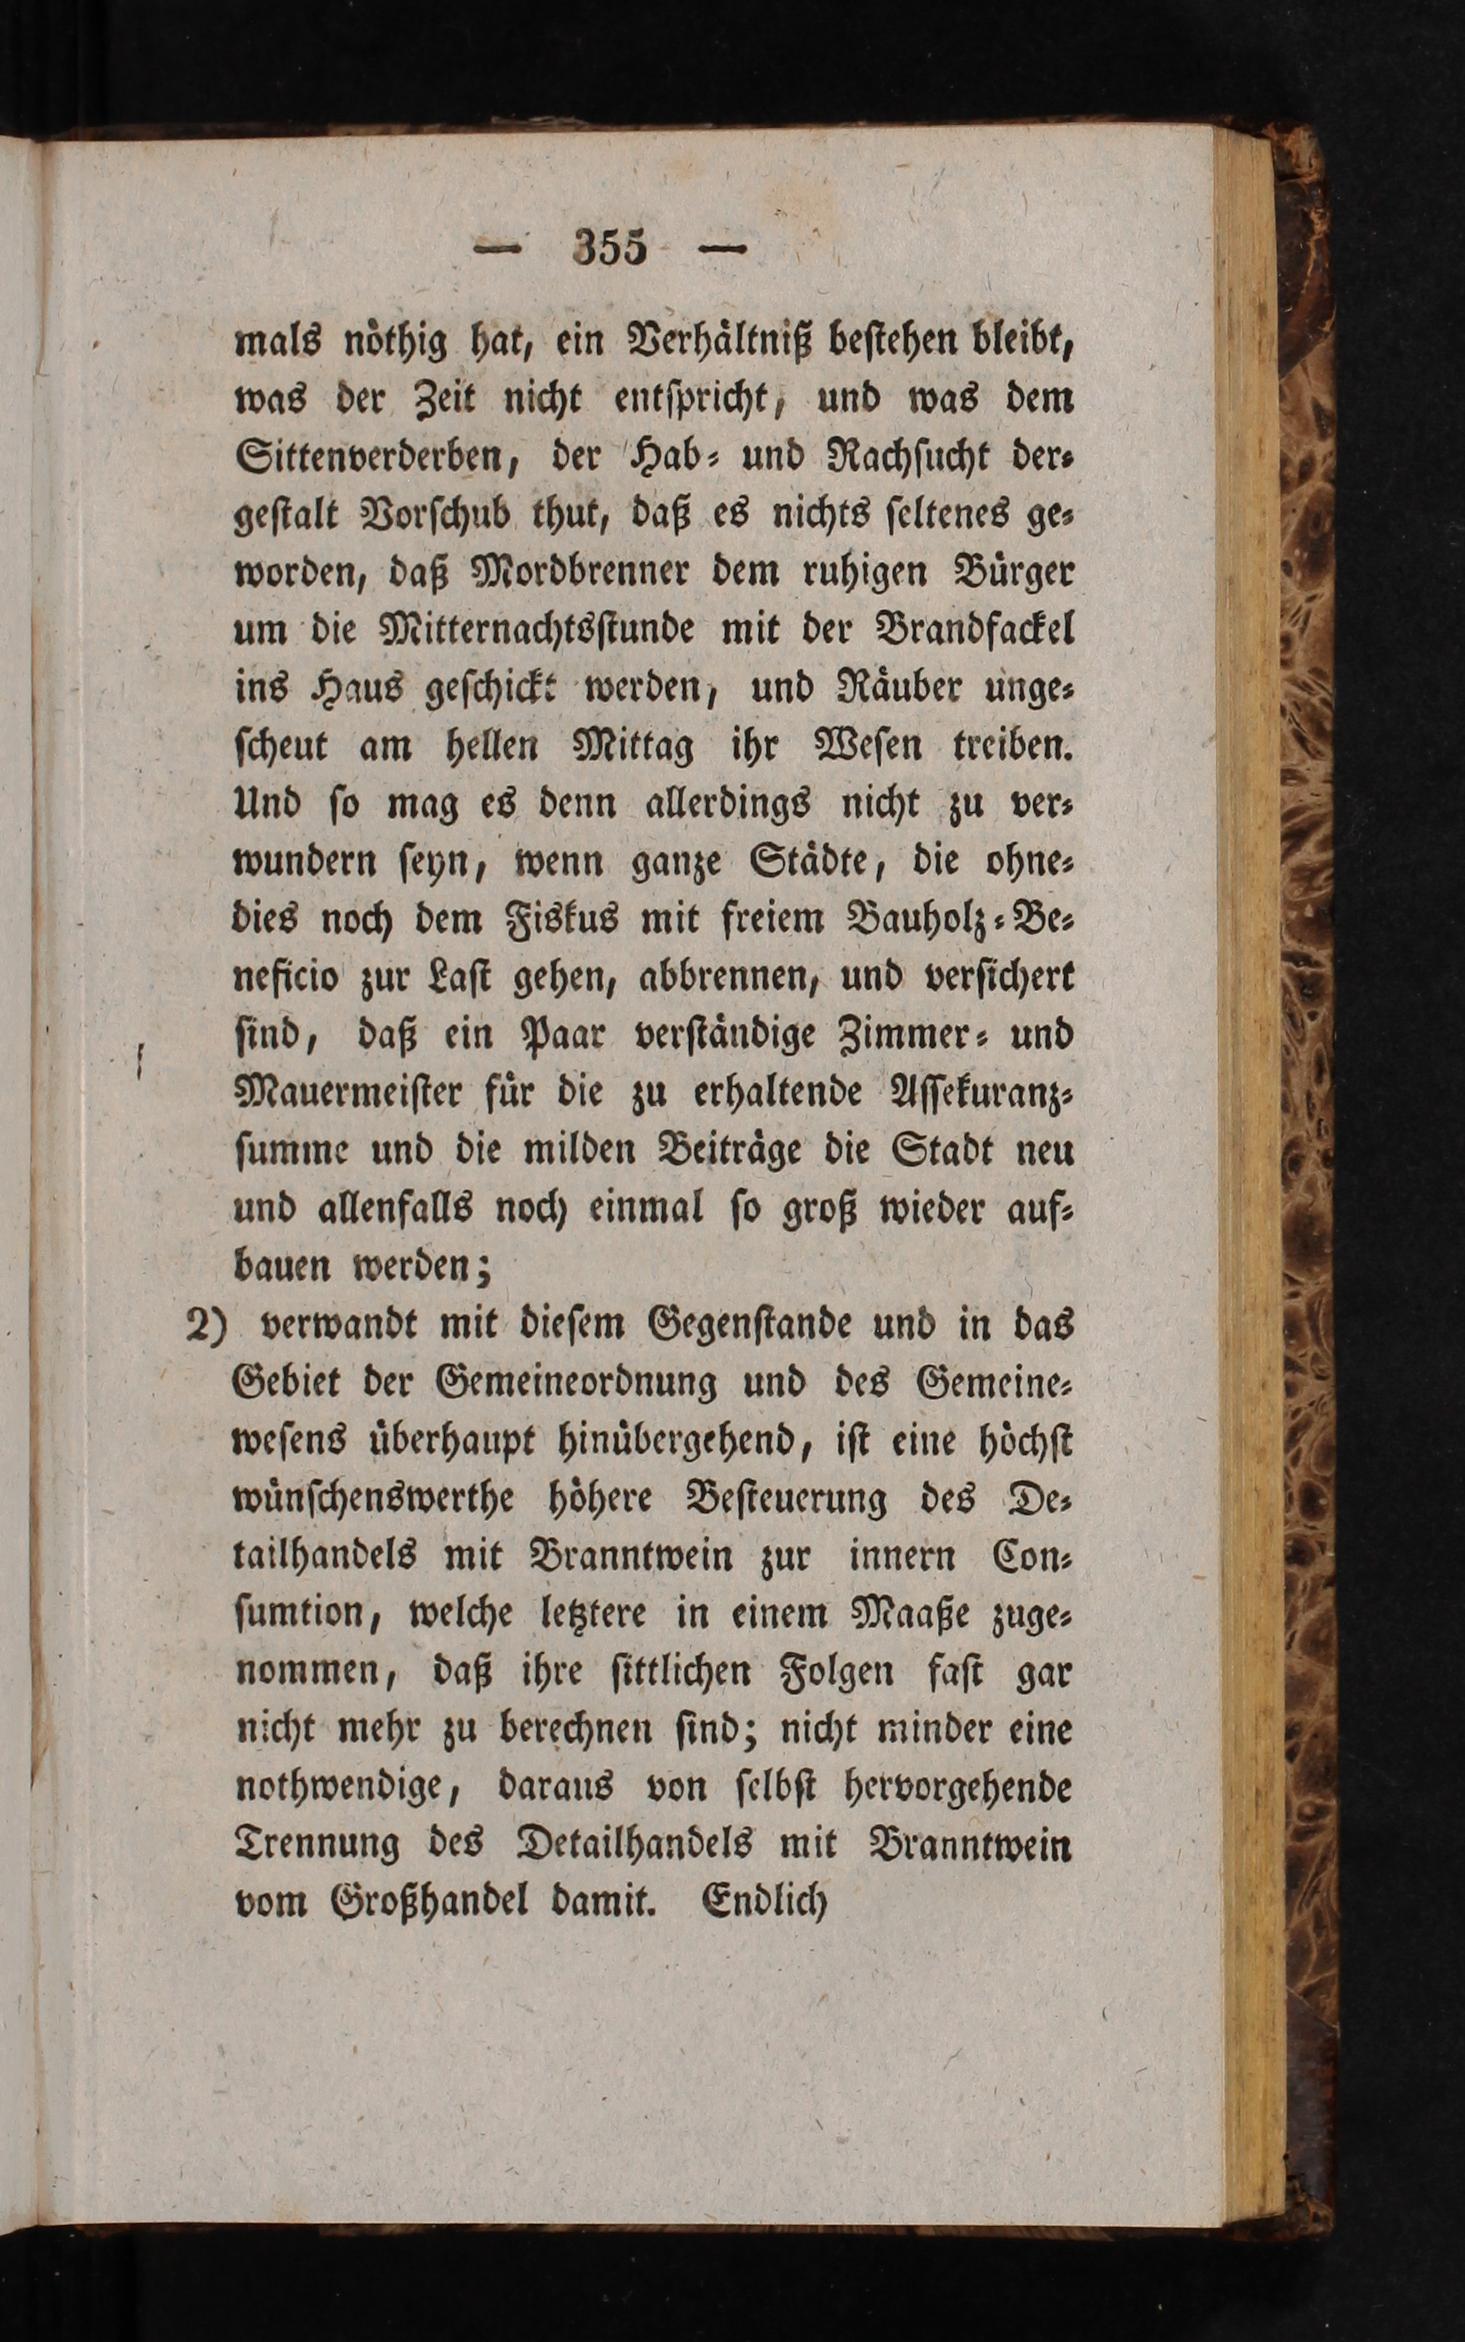 — 355 —
mals nöthig hat, ein Verhältniß beſtehen bleibt,
was der Zeit nicht entſpricht, und was dem
Sittenverderben, der Hab⸗ und Rachſucht der⸗
geſtalt Vorſchub thut, daß es nichts ſeltenes ge⸗
worden, daß Mordbrenner dem ruhigen Bürger
um die Mitternachtsſtunde mit der Brandfackel
ins Haus geſchickt werden, und Räuber unge⸗
ſcheut am hellen Mittag ihr Weſen treiben.
Und ſo mag es denn allerdings nicht zu ver⸗
wundern ſeyn, wenn ganze Städte, die ohne⸗
dies noch dem Fiskus mit freiem Bauholz⸗Be⸗
neficio zur Laſt gehen, abbrennen, und verſichert
ſind, daß ein Paar verſtändige Zimmer⸗ und
Mauermeiſter für die zu erhaltende Aſſekuranz⸗
ſumme und die milden Beiträge die Stadt neu
und allenfalls noch einmal ſo groß wieder auf⸗
bauen werden;
2) verwandt mit dieſem Gegenſtande und in das
Gebiet der Gemeineordnung und des Gemeine⸗
weſens überhaupt hinübergehend, iſt eine höchſt
wünſchenswerthe höhere Beſteuerung des De⸗
tailhandels mit Branntwein zur innern Con⸗
ſumtion, welche letztere in einem Maaße zuge⸗
nommen, daß ihre ſittlichen Folgen faſt gar
nicht mehr zu berechnen ſind; nicht minder eine
nothwendige, daraus von ſelbſt hervorgehende
Trennung des Detailhandels mit Branntwein
vom Großhandel damit. Endlich